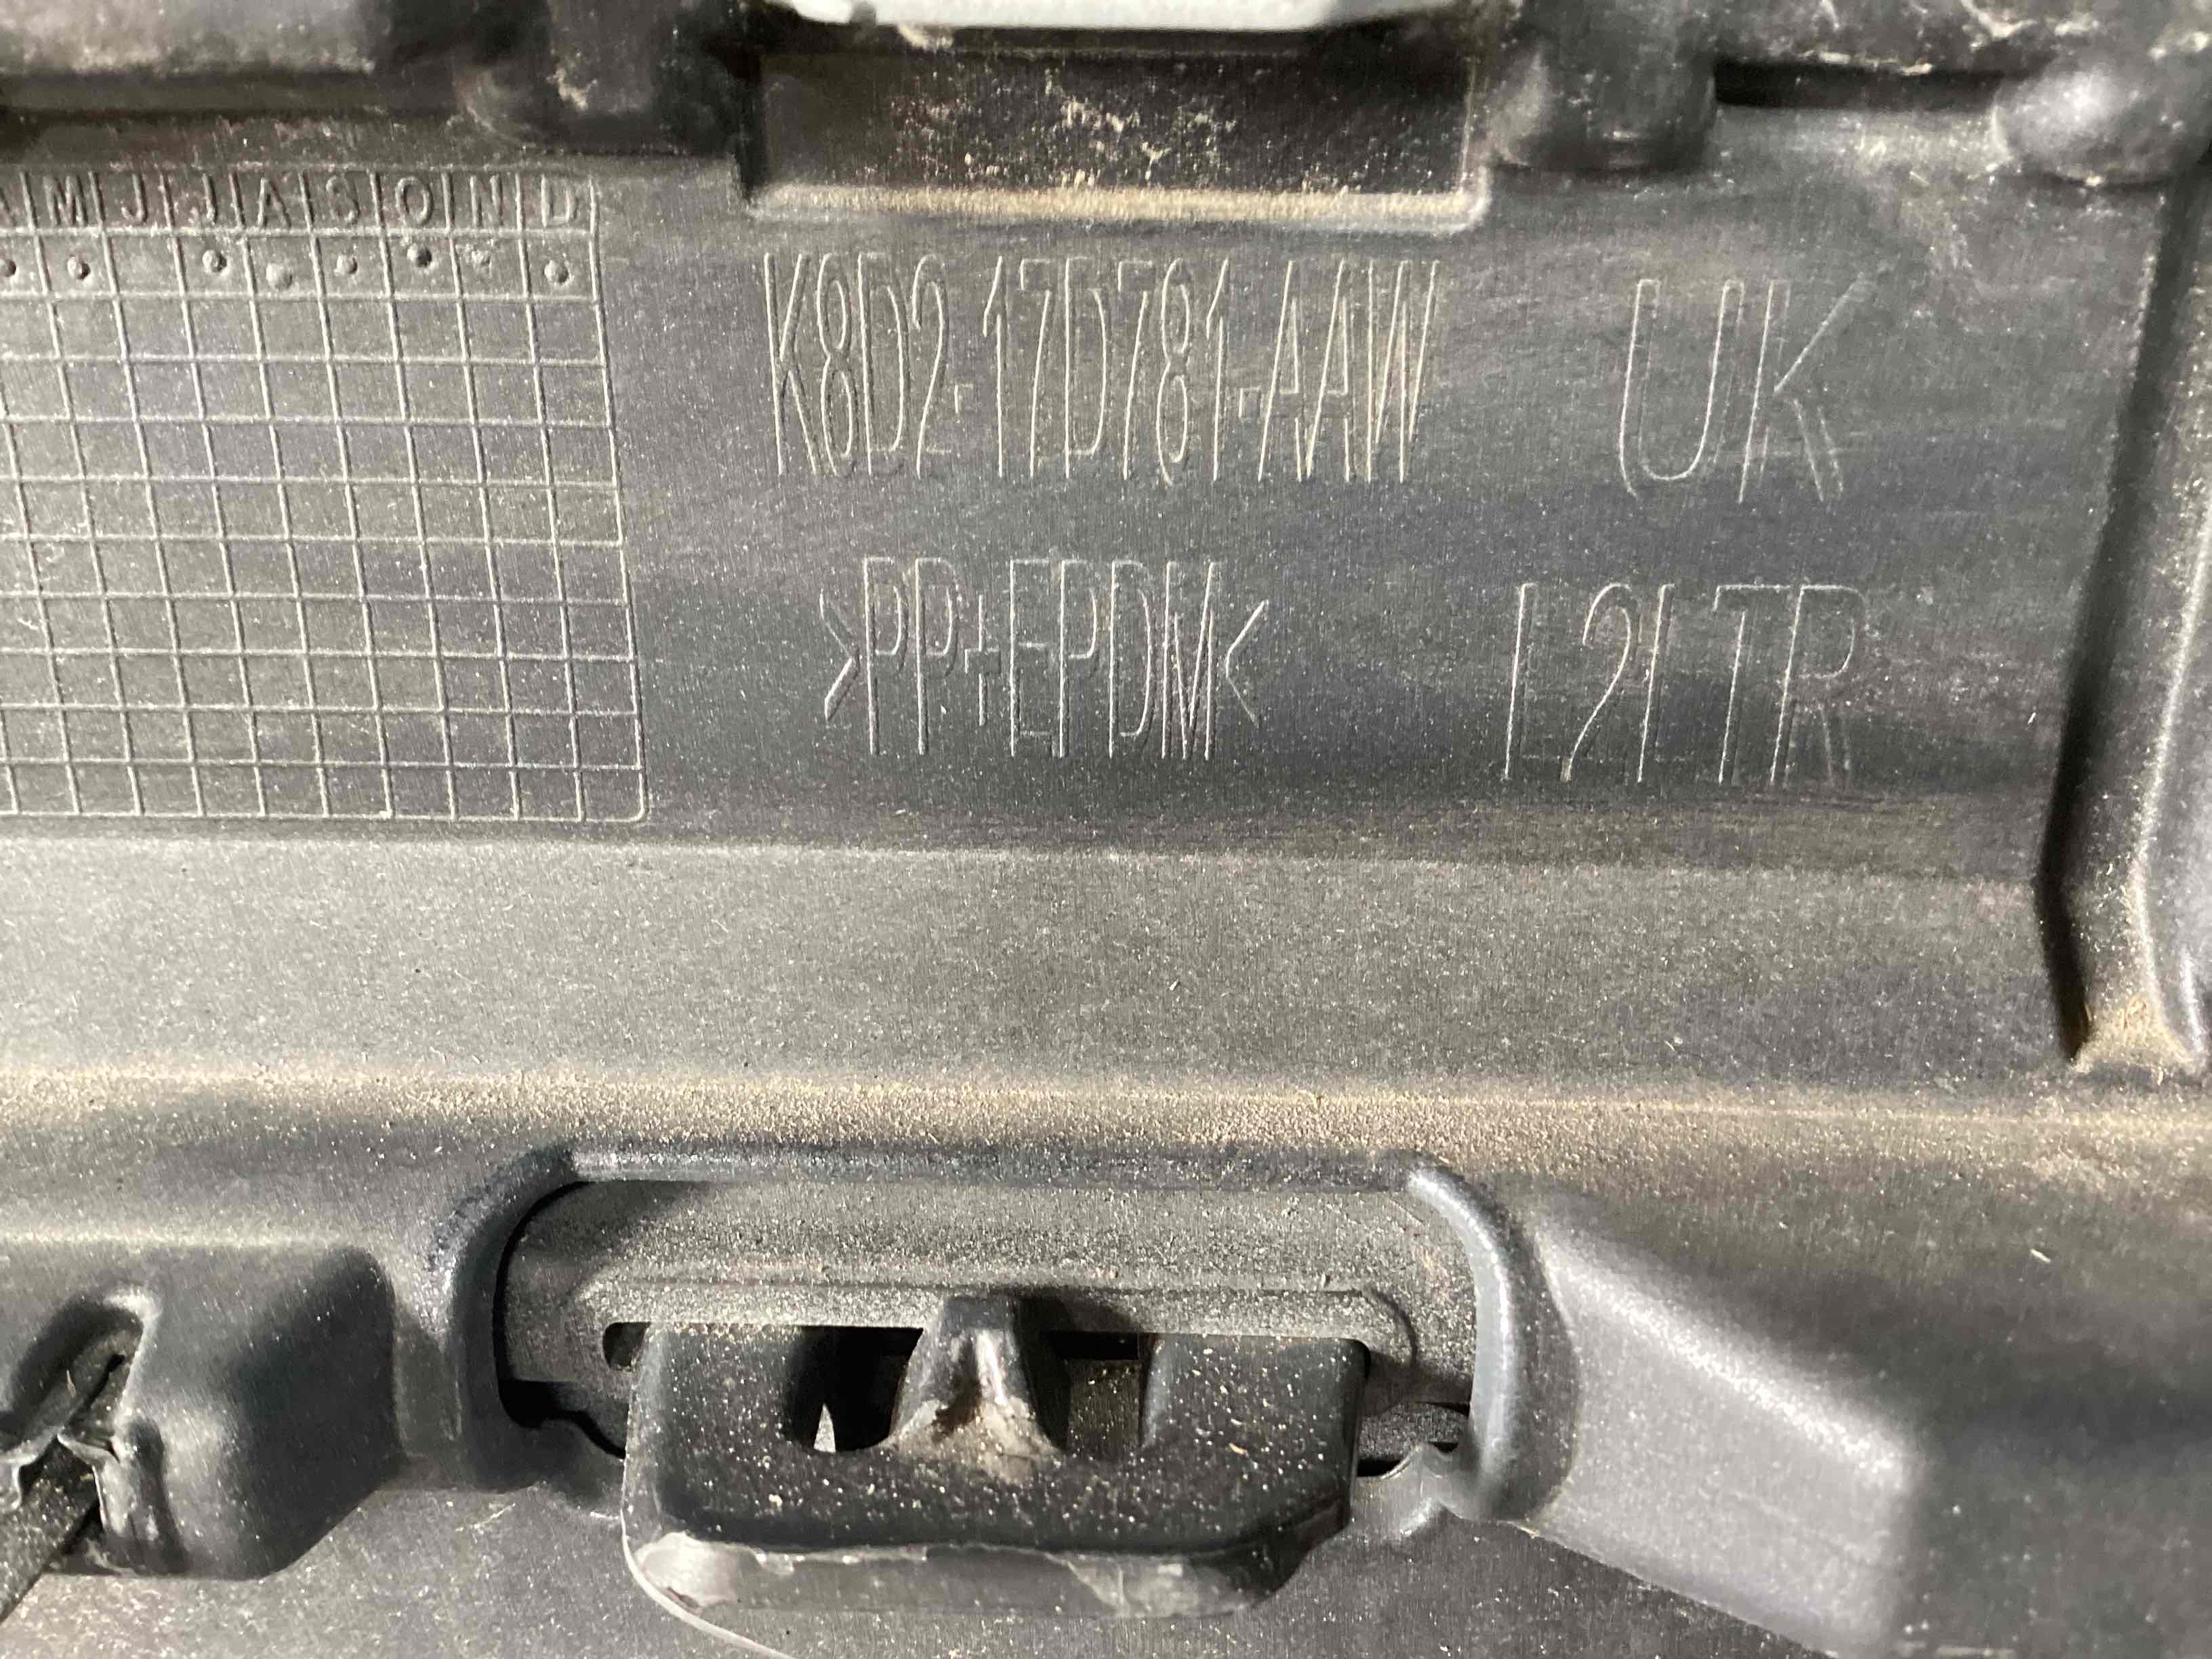 M J J A S O N D
K8D2-17D781-AAW UK
>PP+EPDM< L2LTR